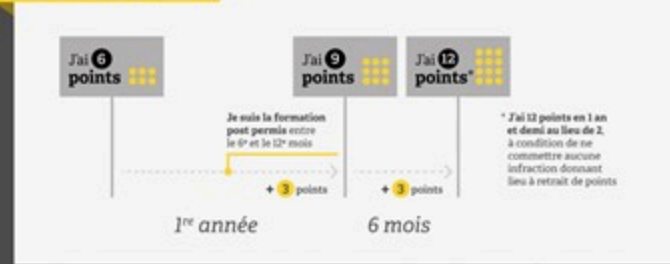 J'ai 6
points
J'ai 9
points
J'ai 12
points*
Je suis la formation
post permis entre
le 6e et le 12e mois
+ 3 points
+ 3 points
* J'ai 12 points en 1 an
et demi au lieu de 2,
à condition de ne
commettre aucune
infraction donnant
lieu à retrait de points
1re année
6 mois